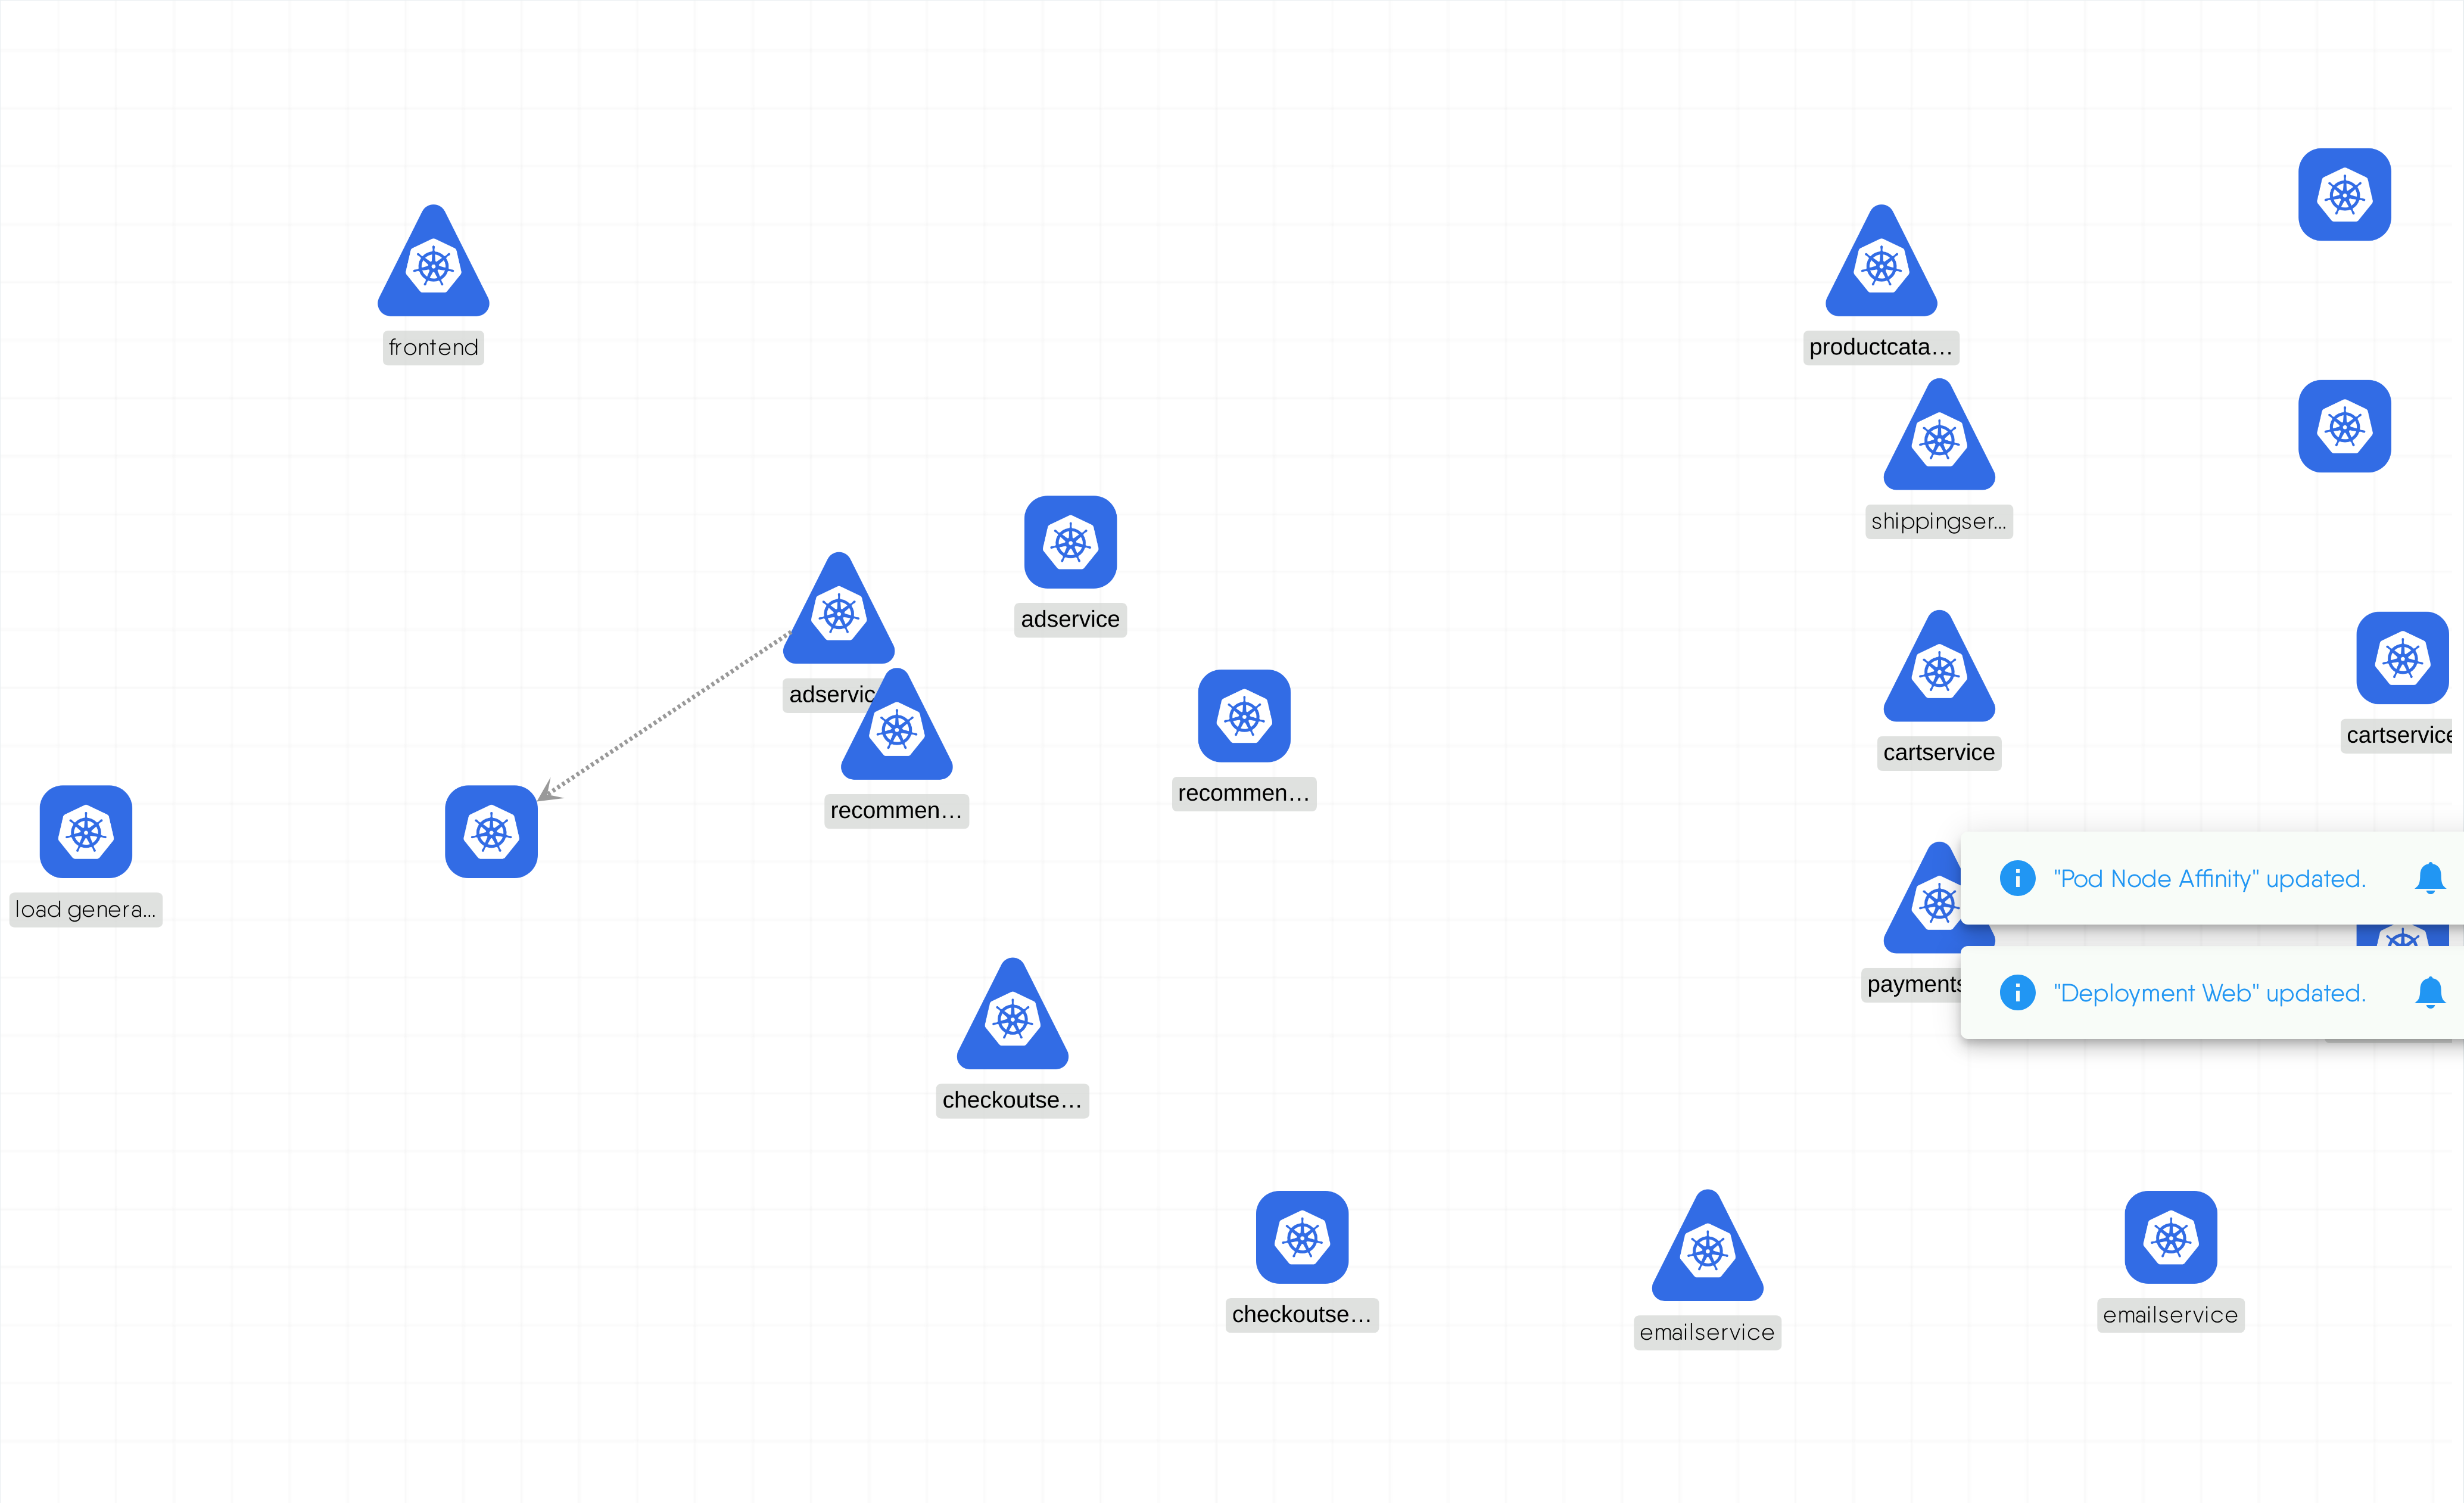 frontend
productcata...
shippingser...
adservice
adservic
recommen...
recommen...
cartservice
cartservice
load genera...
"Pod Node Affinity" updated.
payments
"Deployment Web" updated.
checkoutse...
checkoutse...
emailservice
emailservice